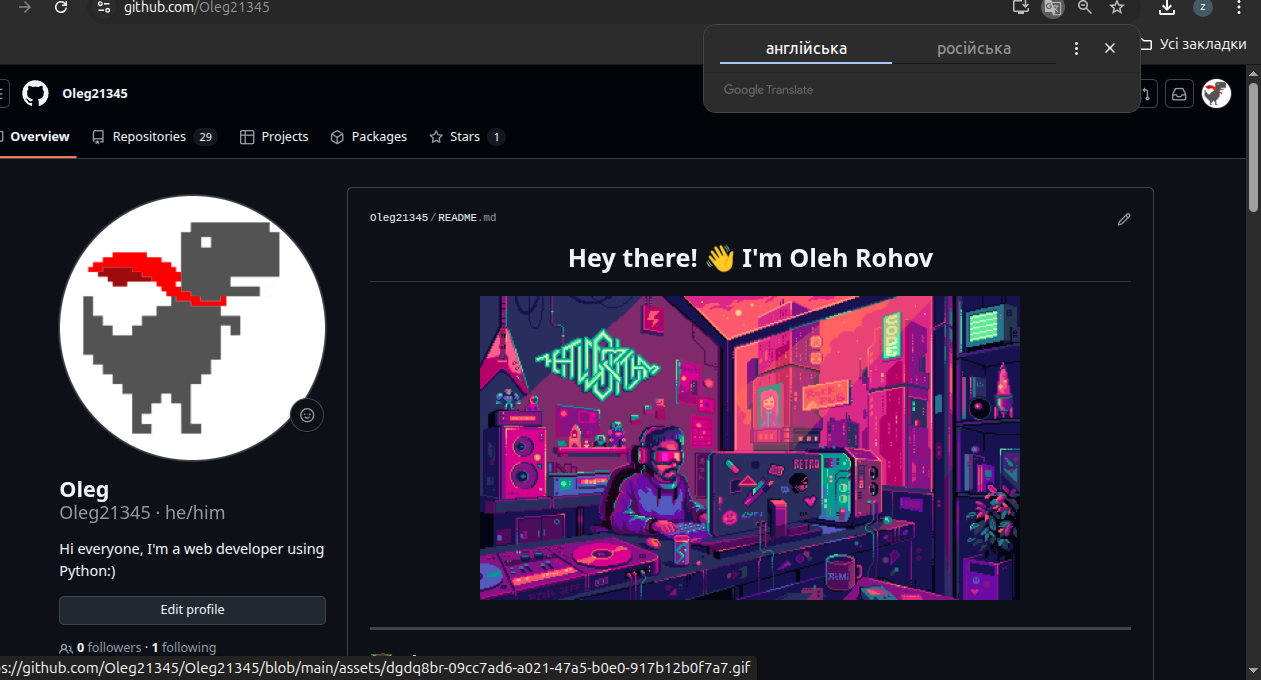 github.com/Oleg21345
z
англійська
російська
Усі закладки
Google Translate
Oleg21345
Overview
Repositories 29
Projects
Packages
Stars 1
Oleg21345/README.md
Hey there! 👋 I'm Oleh Rohov
RETRO
Oleg
Oleg21345 · he/him
Hi everyone, I'm a web developer using
Python:)
Edit profile
0 followers · 1 following
s://github.com/Oleg21345/Oleg21345/blob/main/assets/dgdq8br-09cc7ad6-a021-47a5-b0e0-917b12b0f7a7.gif